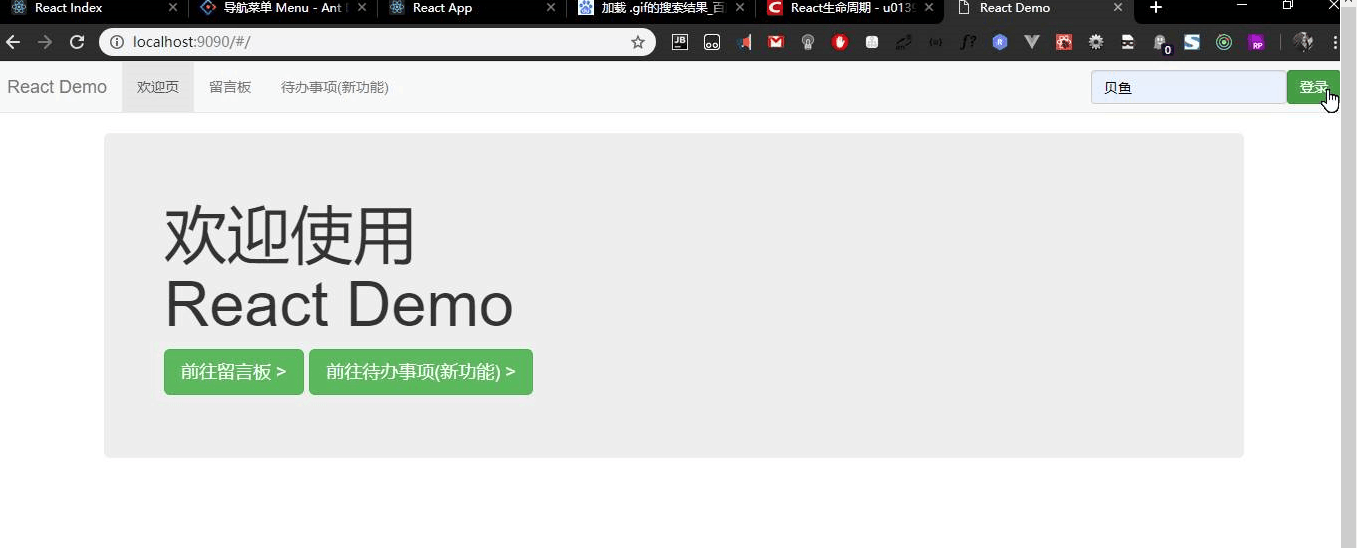 React Index
导航菜单 Menu - Ant
React App
加载 .gif的搜索结果_百
React生命周期 - u0139
React Demo
localhost:9090/#/
React Demo
欢迎页
留言板
待办事项(新功能)
贝鱼
登录
欢迎使用
React Demo
前往留言板 >
前往待办事项(新功能) >